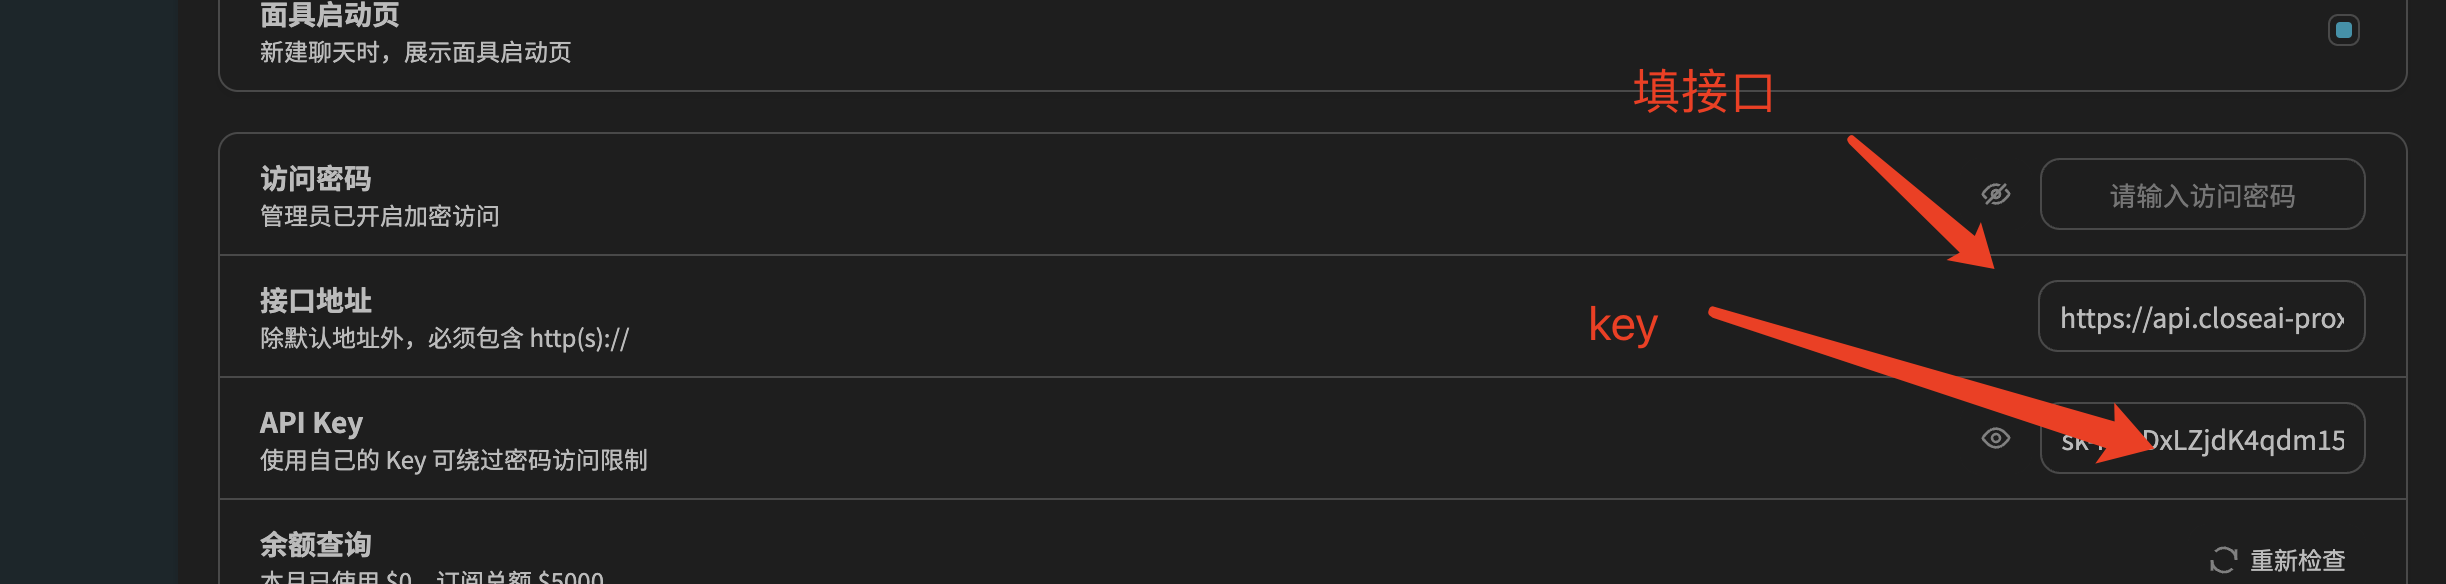 面具启动页
新建聊天时，展示面具启动页
填接口
访问密码
管理员已开启加密访问
请输入访问密码
接口地址
除默认地址外，必须包含 http(s)://
https://api.closeai-prox
key
API Key
使用自己的 Key 可绕过密码访问限制
DxLZjdK4qdm15
余额查询
本月已使用 $0，订阅总额 $5000
重新检查